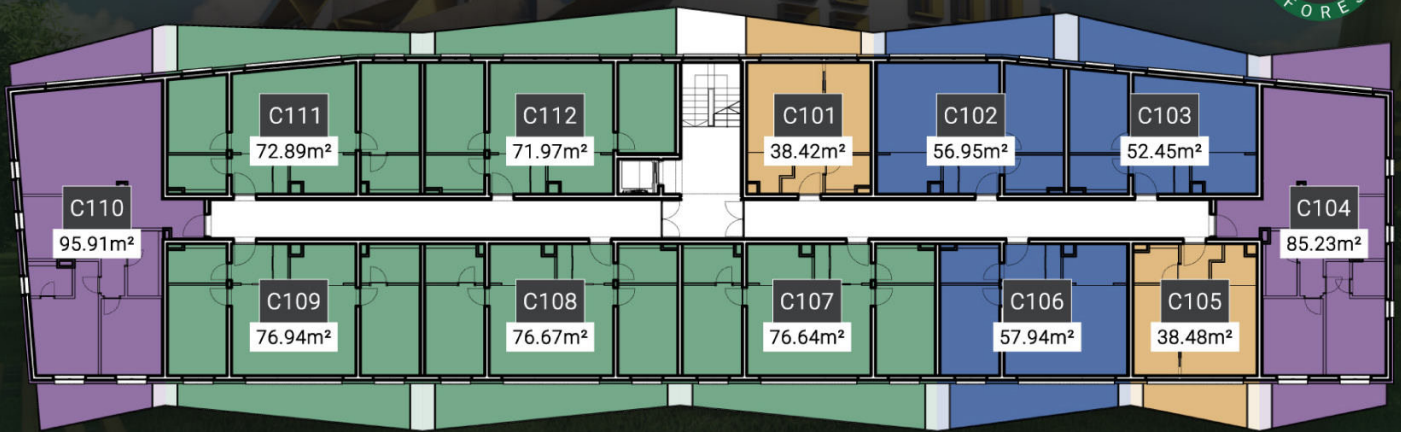 FORES
C111
72.89m²
C112
71.97m²
C101
38.42m²
C102
56.95m²
C103
52.45m²
C110
95.91m²
C104
85.23m²
C109
76.94m²
C108
76.67m²
C107
76.64m²
C106
57.94m²
C105
38.48m²